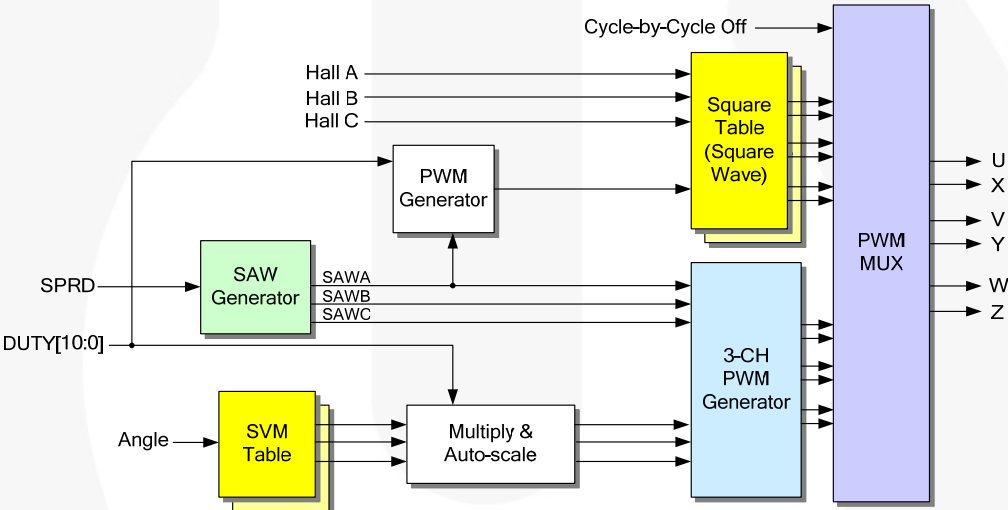 Cycle-by-Cycle Off
Hall A
Hall B
Hall C
Square
Table
(Square
Wave)
PWM
Generator
U
X
V
Y
W
Z
PWM
MUX
SPRD
SAW
Generator
SAWA
SAWB
SAWC
DUTY[10:0]
3-CH
PWM
Generator
Angle
SVM
Table
Multiply &
Auto-scale